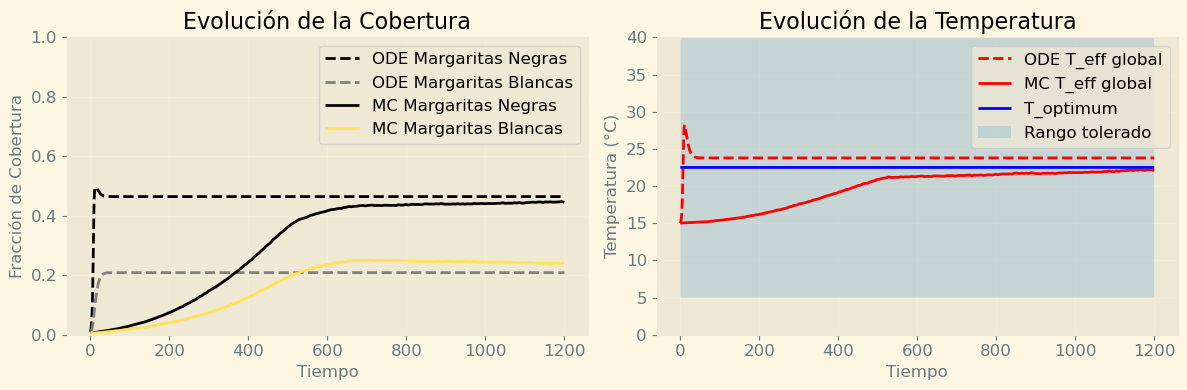 Evolución de la Cobertura
1.0
0.8
0.6
0.4
0.2
0.0
Fracción de Cobertura
ODE Margaritas Negras
ODE Margaritas Blancas
MC Margaritas Negras
MC Margaritas Blancas
0 200 400 600 800 1000 1200
Tiempo
Evolución de la Temperatura
40
35
30
25
20
15
10
5
0
Temperatura (°C)
ODE T_eff global
MC T_eff global
T_optimum
Rango tolerado
0 200 400 600 800 1000 1200
Tiempo